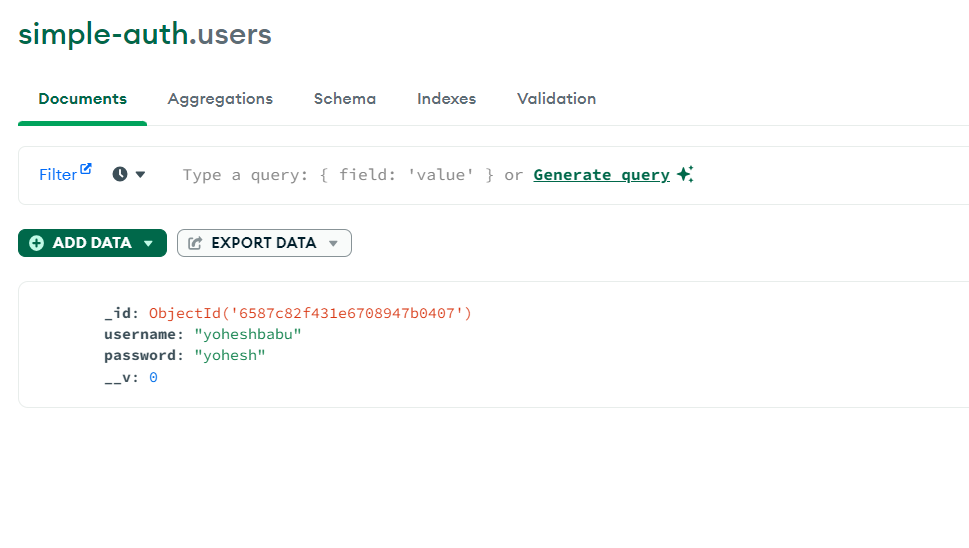 simple-auth.users
Documents Aggregations Schema Indexes Validation
Filter Type a query: { field: 'value' } or Generate query
ADD DATA EXPORT DATA
_id: ObjectId('6587c82f431e6708947b0407')
username: "yoheshbabu"
password: "yohesh"
__v: 0